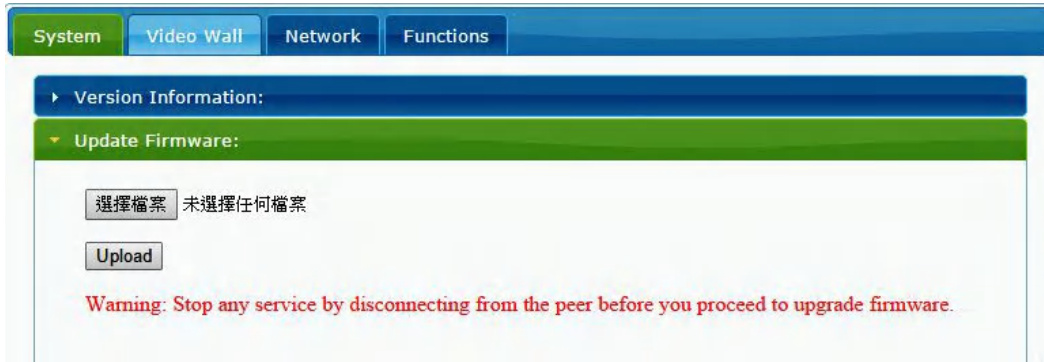 System Video Wall Network Functions
Version Information:
Update Firmware:
選擇檔案 未選擇任何檔案
Upload
Warning: Stop any service by disconnecting from the peer before you proceed to upgrade firmware.